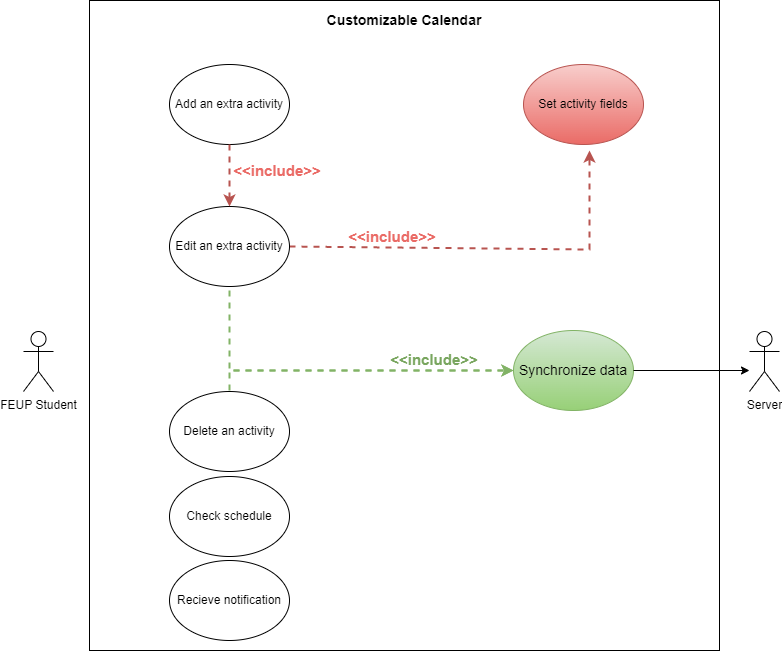 Customizable Calendar
Add an extra activity
Set activity fields
<<include>>
<<include>>
Edit an extra activity
<<include>>
Synchronize data
FEUP Student
Server
Delete an activity
Check schedule
Recieve notification